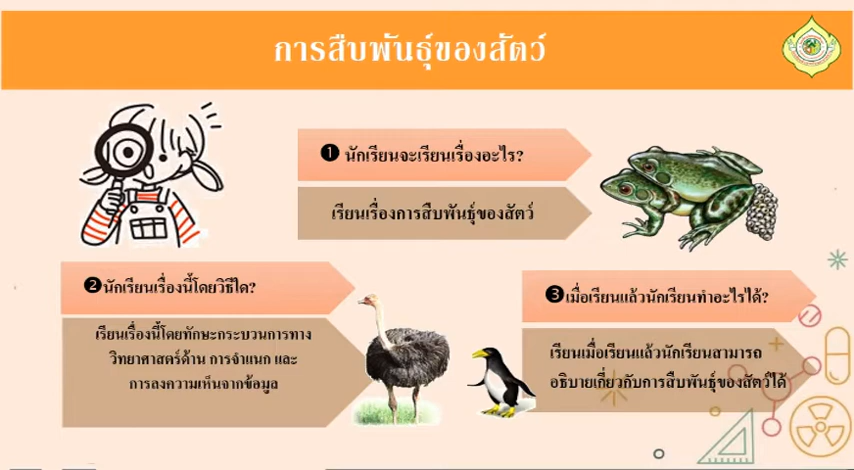 การสืบพันธุ์ของสัตว์
❶ นักเรียนจะเรียนเรื่องอะไร?
เรียนเรื่องการสืบพันธุ์ของสัตว์
❷นักเรียนเรื่องนี้โดยวิธีใด?
เรียนเรื่องนี้โดยทักษะกระบวนการทาง
วิทยาศาสตร์ด้าน การจำแนก และ
การลงความเห็นจากข้อมูล
❸เมื่อเรียนแล้วนักเรียนทำอะไรได้?
เรียนเมื่อเรียนแล้วนักเรียนสามารถ
อธิบายเกี่ยวกับการสืบพันธุ์ของสัตว์ได้